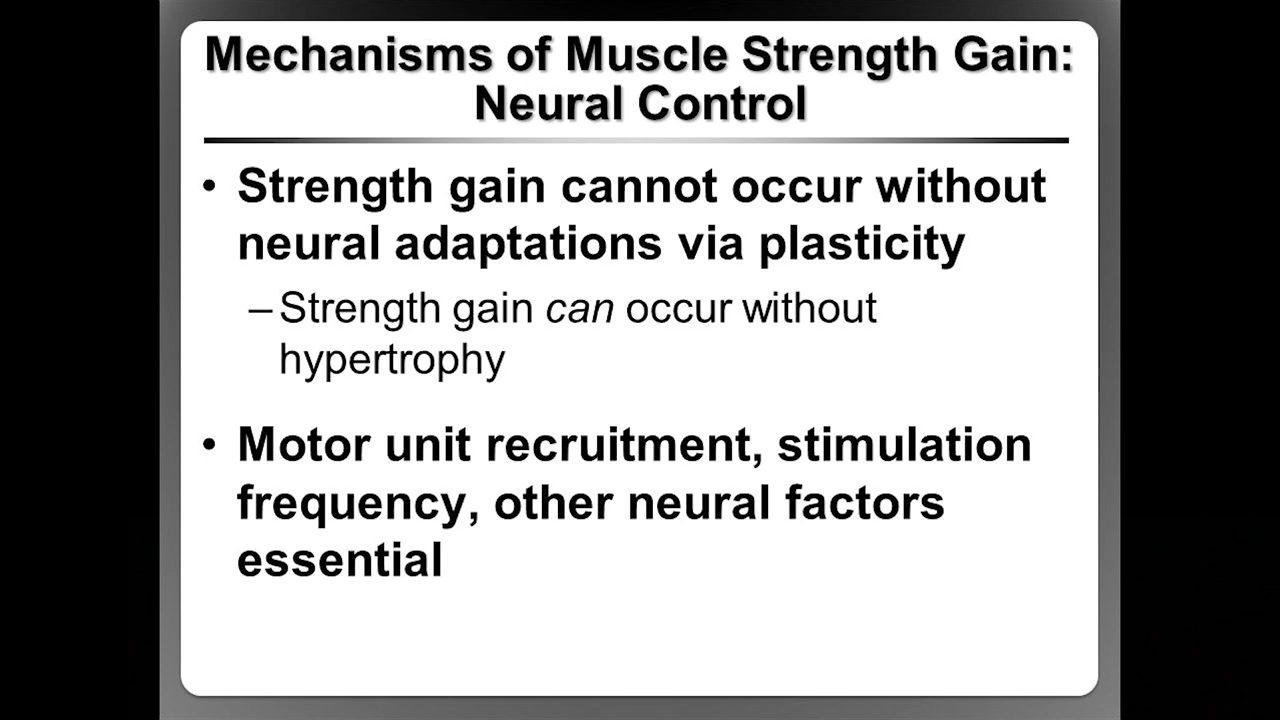 Mechanisms of Muscle Strength Gain:
Neural Control
• Strength gain cannot occur without
neural adaptations via plasticity
– Strength gain can occur without
hypertrophy
• Motor unit recruitment, stimulation
frequency, other neural factors
essential